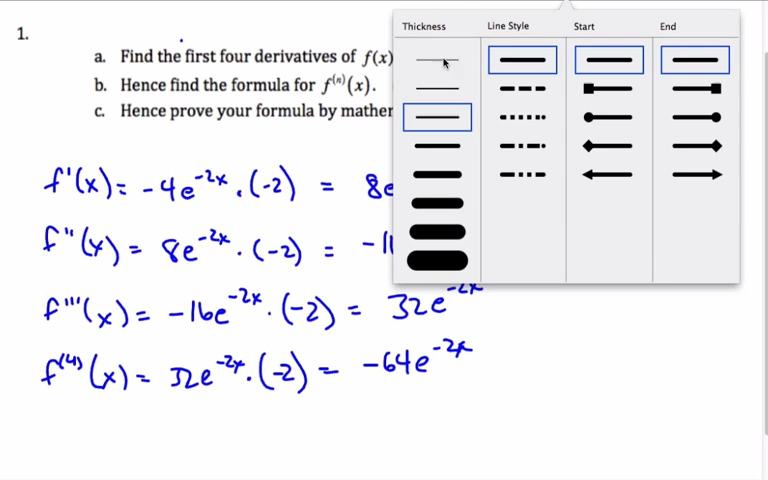 1.
Thickness Line Style Start End
a. Find the first four derivatives of f(x)
b. Hence find the formula for f⁽ⁿ⁾(x).
c. Hence prove your formula by mather
f'(x) = -4e^{-2x} · (-2) = 8e
f''(x) = 8e^{-2x} · (-2) = -16
f'''(x) = -16e^{-2x} · (-2) = 32e^{-2x}
f⁽⁴⁾(x) = 32e^{-2x} · (-2) = -64e^{-2x}